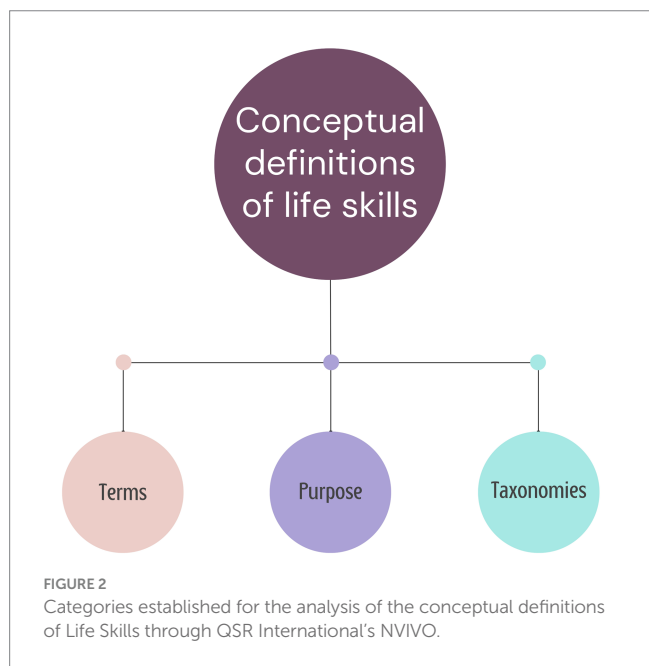 Conceptual
definitions
of life skills
Terms
Purpose
Taxonomies
FIGURE 2
Categories established for the analysis of the conceptual definitions
of Life Skills through QSR International’s NVIVO.